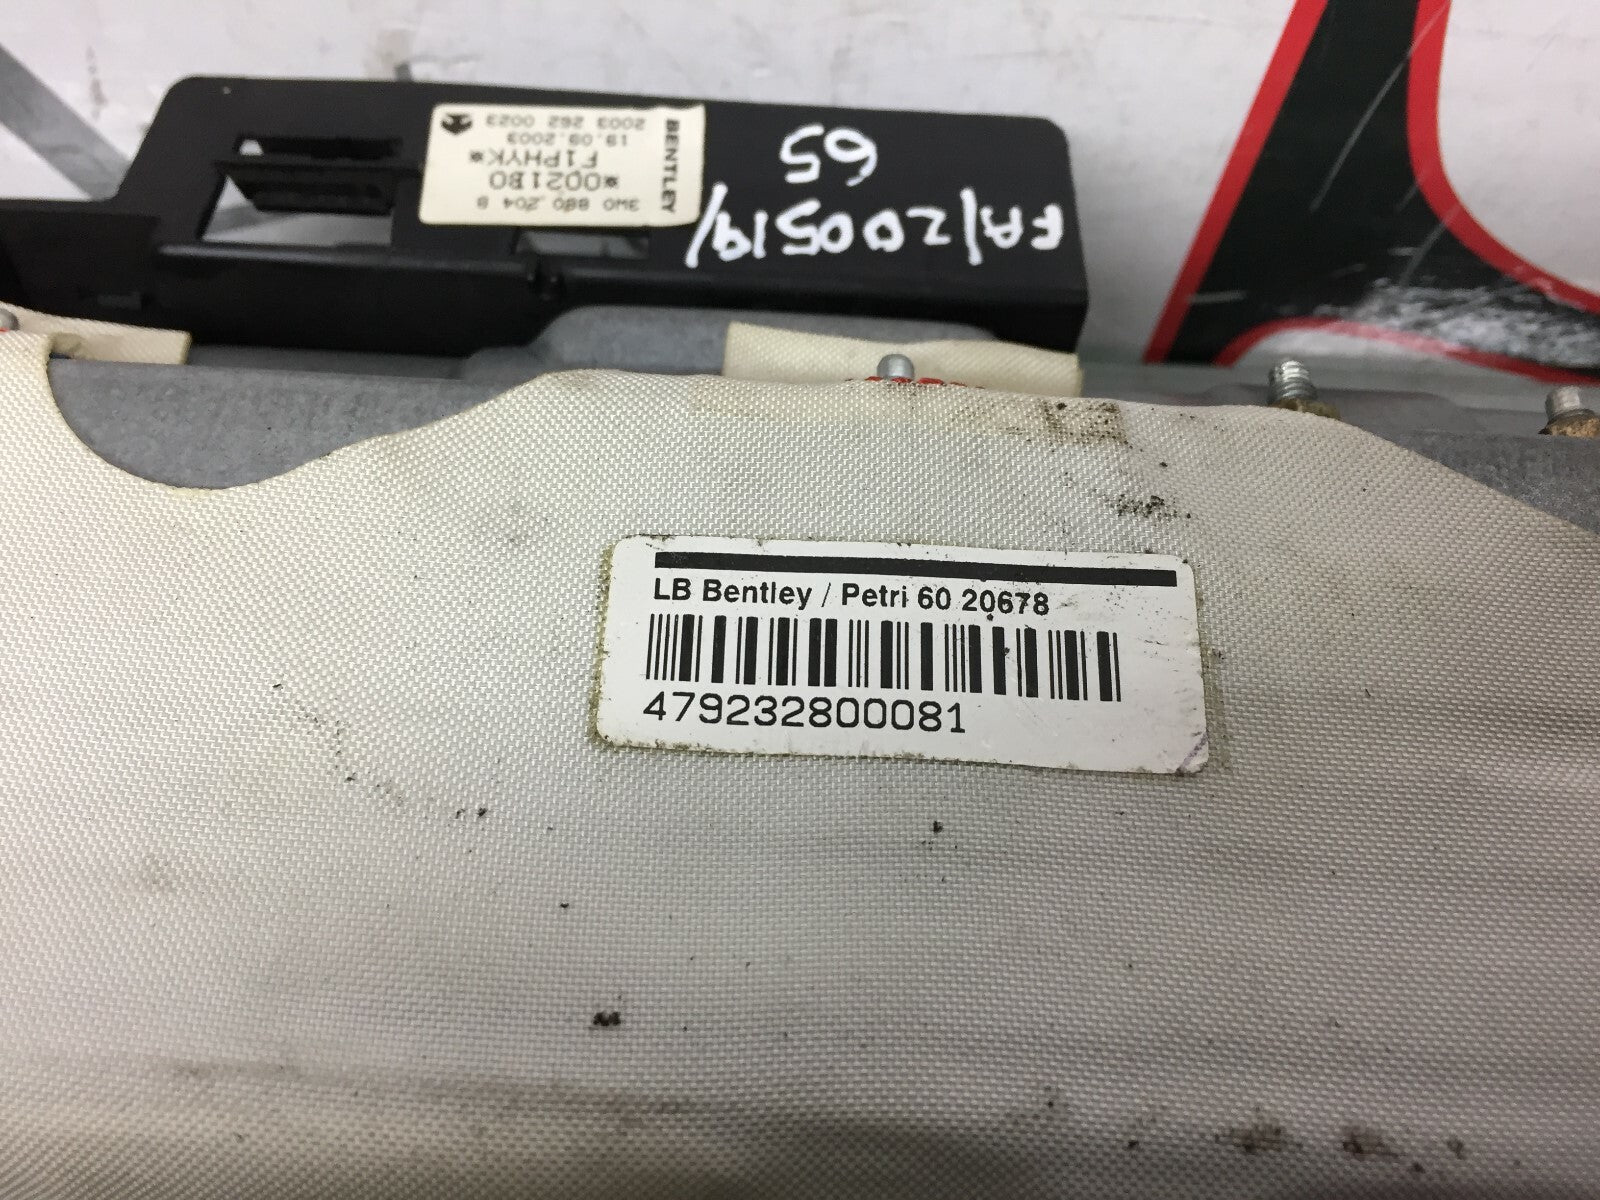 FA/200519/
65
BENTLEY
3W0 880.204 B
*0021B0
F1PHYK*
19.09.2003
2003 262 0023
LB Bentley / Petri 60 20678
479232800081